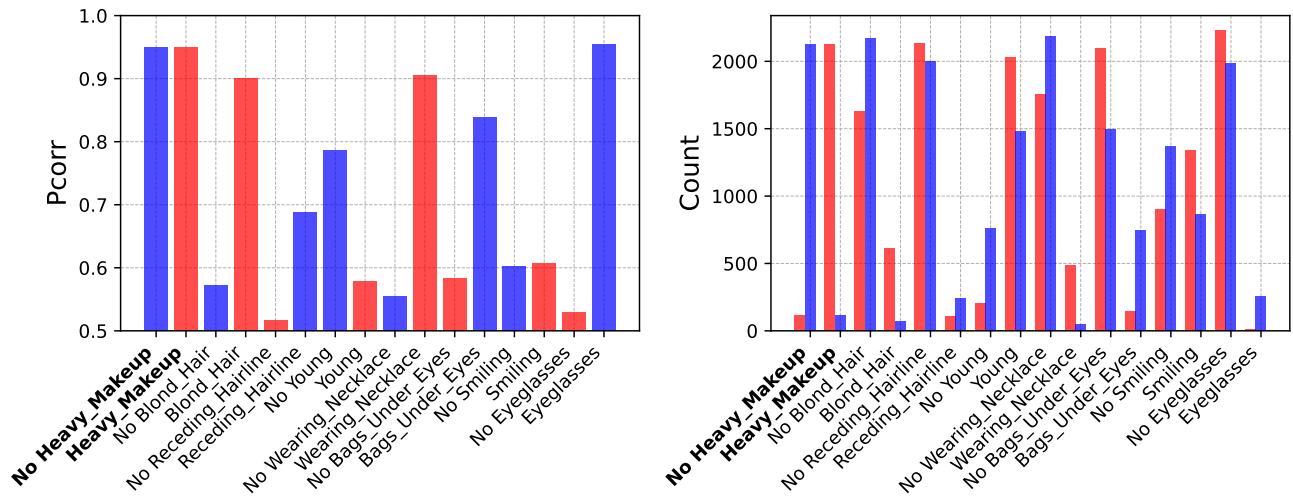 Pcorr
1.0
0.9
0.8
0.7
0.6
0.5
No Heavy_Makeup
Heavy_Makeup
No Blond_Hair
Blond_Hair
No Receding_Hairline
Receding_Hairline
No Young
Young
No Wearing_Necklace
Wearing_Necklace
No Bags_Under_Eyes
Bags_Under_Eyes
No Smiling
Smiling
No Eyeglasses
Eyeglasses
Count
2000
1500
1000
500
0
No Heavy_Makeup
Heavy_Makeup
No Blond_Hair
Blond_Hair
No Receding_Hairline
Receding_Hairline
No Young
Young
No Wearing_Necklace
Wearing_Necklace
No Bags_Under_Eyes
Bags_Under_Eyes
No Smiling
Smiling
No Eyeglasses
Eyeglasses